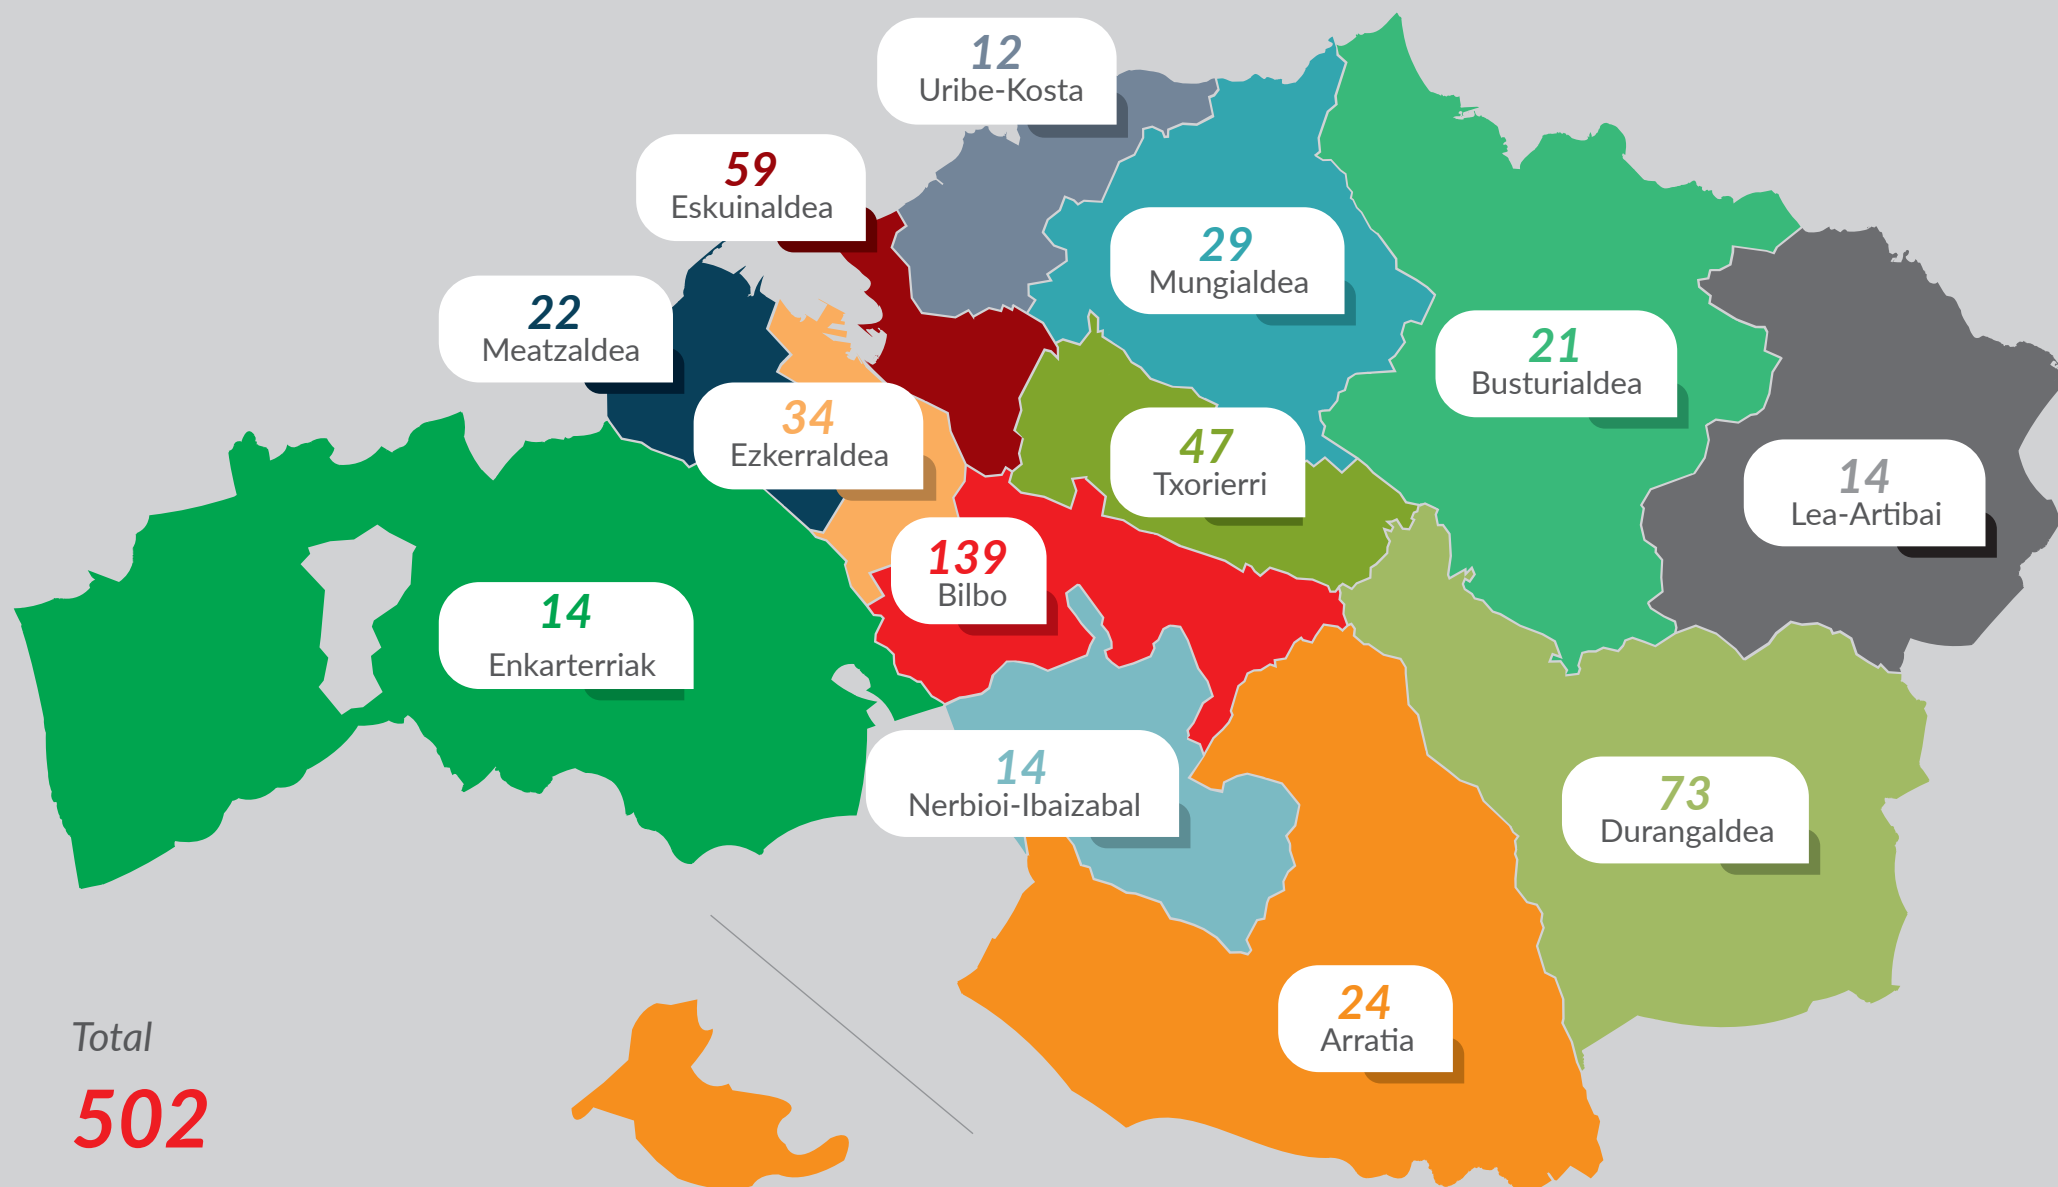 12
Uribe-Kosta
59
Eskuinaldea
29
Mungialdea
22
Meatzaldea
21
Busturialdea
34
Ezkerraldea
47
Txorierri
14
Lea-Artibai
139
Bilbo
14
Enkarterriak
14
Nerbioi-Ibaizabal
73
Durangaldea
24
Arratia
Total
502